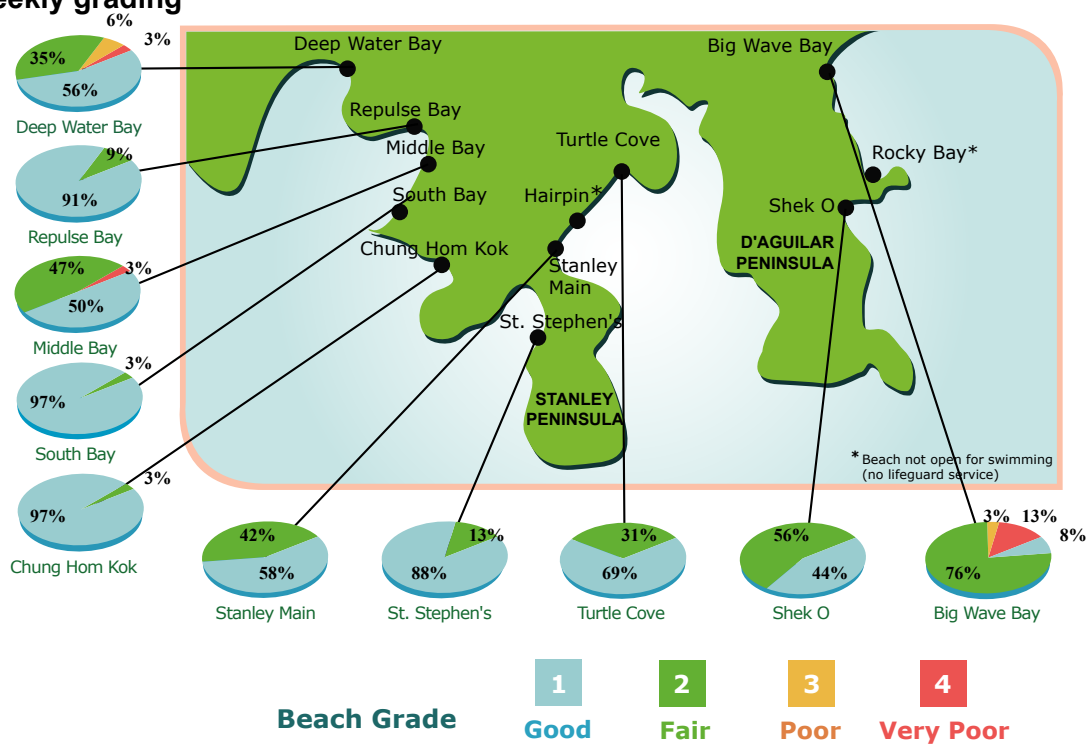 ekly grading
6%
3%
35%
56%
Deep Water Bay
9%
91%
Repulse Bay
47%
3%
50%
Middle Bay
3%
97%
South Bay
3%
97%
Chung Hom Kok
Deep Water Bay
Big Wave Bay
Repulse Bay
Middle Bay
Turtle Cove
Rocky Bay*
South Bay
Hairpin*
Shek O
Chung Hom Kok
D'AGUILAR
PENINSULA
Stanley
Main
St. Stephen's
STANLEY
PENINSULA
* Beach not open for swimming
(no lifeguard service)
42%
58%
Stanley Main
13%
88%
St. Stephen's
31%
69%
Turtle Cove
56%
44%
Shek O
3%
13%
8%
76%
Big Wave Bay
Beach Grade
1
Good
2
Fair
3
Poor
4
Very Poor